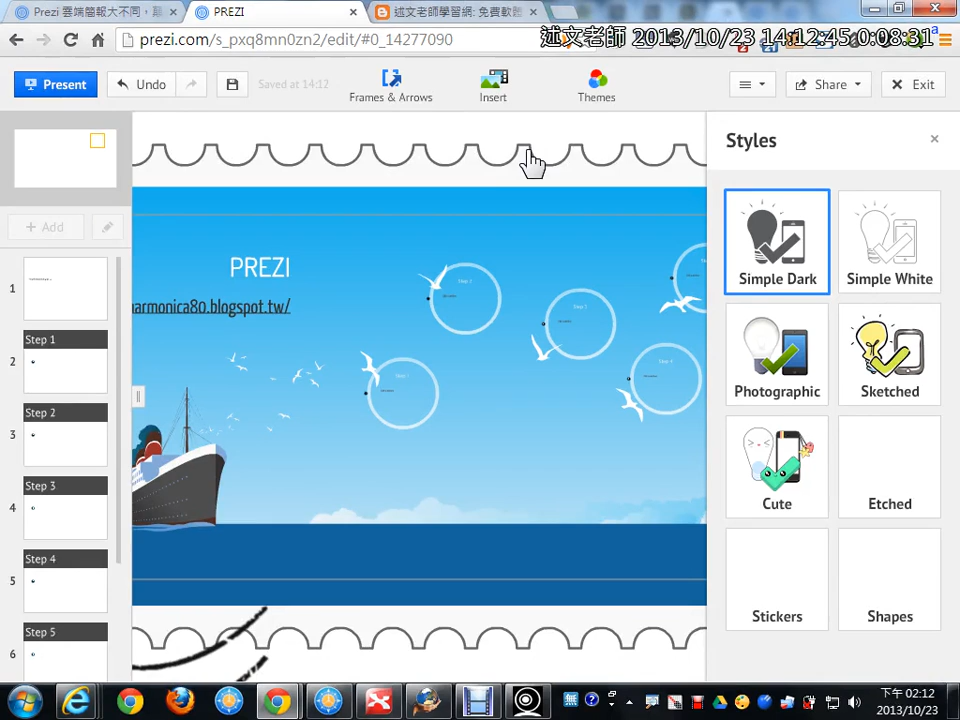 Prezi 雲端簡報大不同，
PREZI
述文老師學習網: 免費軟體
述文老師 2013/10/23 14:12:45 0:08:31
prezi.com/s_pxq8mn0zn2/edit/#0_14277090
Present
Undo
Saved at 14:12
Frames & Arrows
Insert
Themes
Share
Exit
Styles
+ Add
Simple Dark
Simple White
Photographic
Sketched
Cute
Etched
Stickers
Shapes
PREZI
armonica80.blogspot.tw/
1
Step 1
2
Step 2
3
Step 3
4
Step 4
5
Step 5
6
下午 02:12
2013/10/23